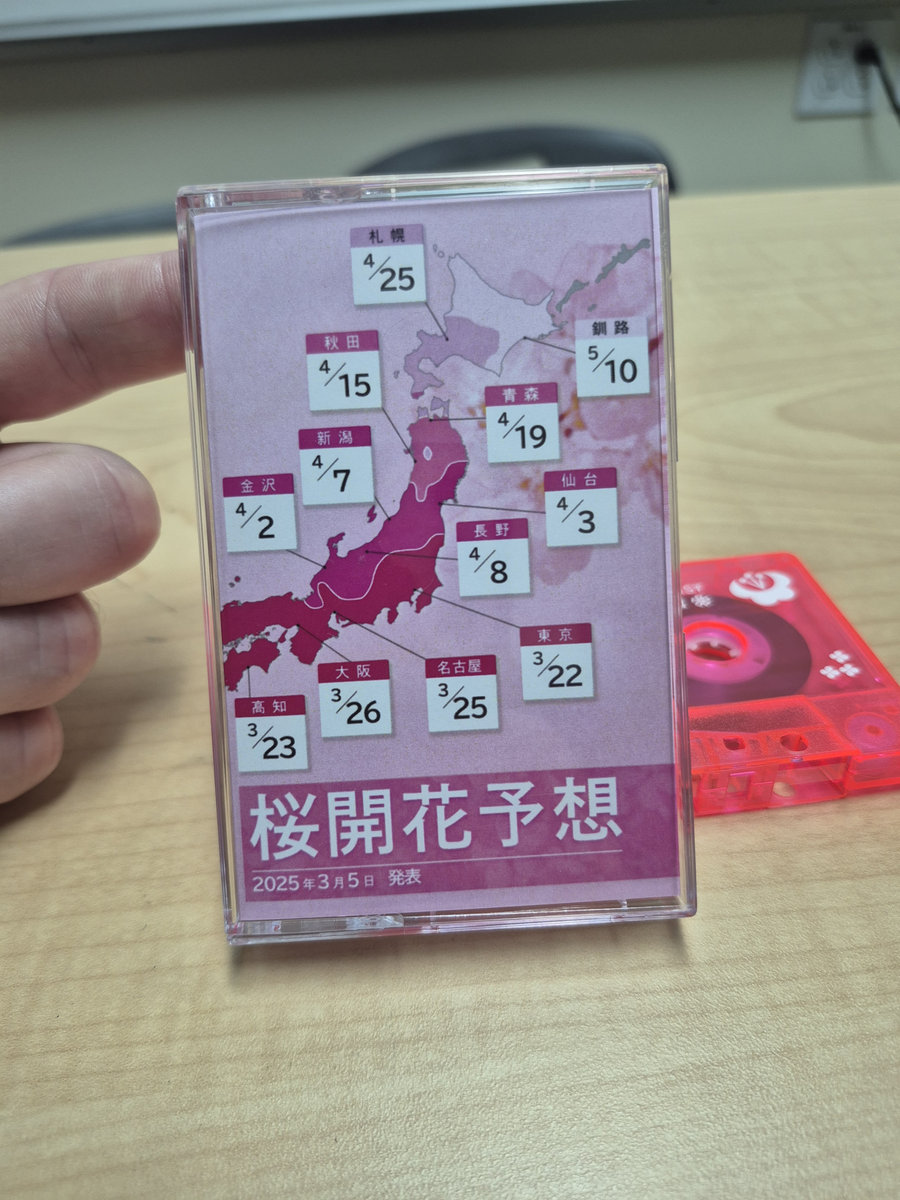 札幌
4/25
釧路
5/10
秋田
4/15
青森
4/19
新潟
4/7
金沢
4/2
仙台
4/3
長野
4/8
東京
3/22
名古屋
3/25
大阪
3/26
高知
3/23
桜開花予想
2025年3月5日 発表